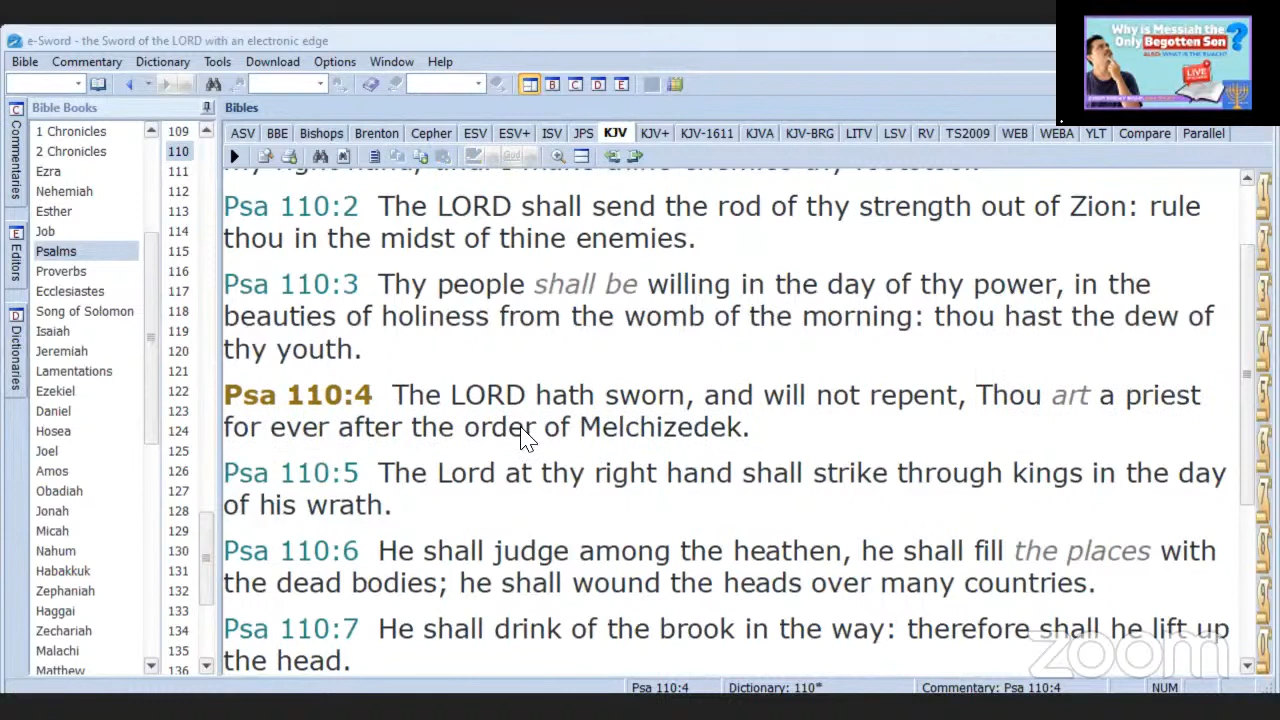 e-Sword - the Sword of the LORD with an electronic edge
Bible Commentary Dictionary Tools Download Options Window Help
Why is Messiah the
Only Begotten Son
?
LIVE
B C D E
Bible Books
Bibles
ASV BBE Bishops Brenton Cepher ESV ESV+ ISV JPS KJV KJV+ KJV-1611 KJVA KJV-BRG LITV LSV RV TS2009 WEB WEBA YLT Compare Parallel
C Commentaries
E Editors
D Dictionaries
1 Chronicles 109
2 Chronicles 110
Ezra 111
Nehemiah 112
Esther 113
Job 114
Psalms 115
Proverbs 116
Ecclesiastes 117
Song of Solomon 118
Isaiah 119
Jeremiah 120
Lamentations 121
Ezekiel 122
Daniel 123
Hosea 124
Joel 125
Amos 126
Obadiah 127
Jonah 128
Micah 129
Nahum 130
Habakkuk 131
Zephaniah 132
Haggai 133
Zechariah 134
Malachi 135
Matthew 136
Psa 110:2 The LORD shall send the rod of thy strength out of Zion: rule
thou in the midst of thine enemies.
Psa 110:3 Thy people shall be willing in the day of thy power, in the
beauties of holiness from the womb of the morning: thou hast the dew of
thy youth.
Psa 110:4 The LORD hath sworn, and will not repent, Thou art a priest
for ever after the order of Melchizedek.
Psa 110:5 The Lord at thy right hand shall strike through kings in the day
of his wrath.
Psa 110:6 He shall judge among the heathen, he shall fill the places with
the dead bodies; he shall wound the heads over many countries.
Psa 110:7 He shall drink of the brook in the way: therefore shall he lift up
the head.
zoom
Psa 110:4 Dictionary: 110* Commentary: Psa 110:4 NUM